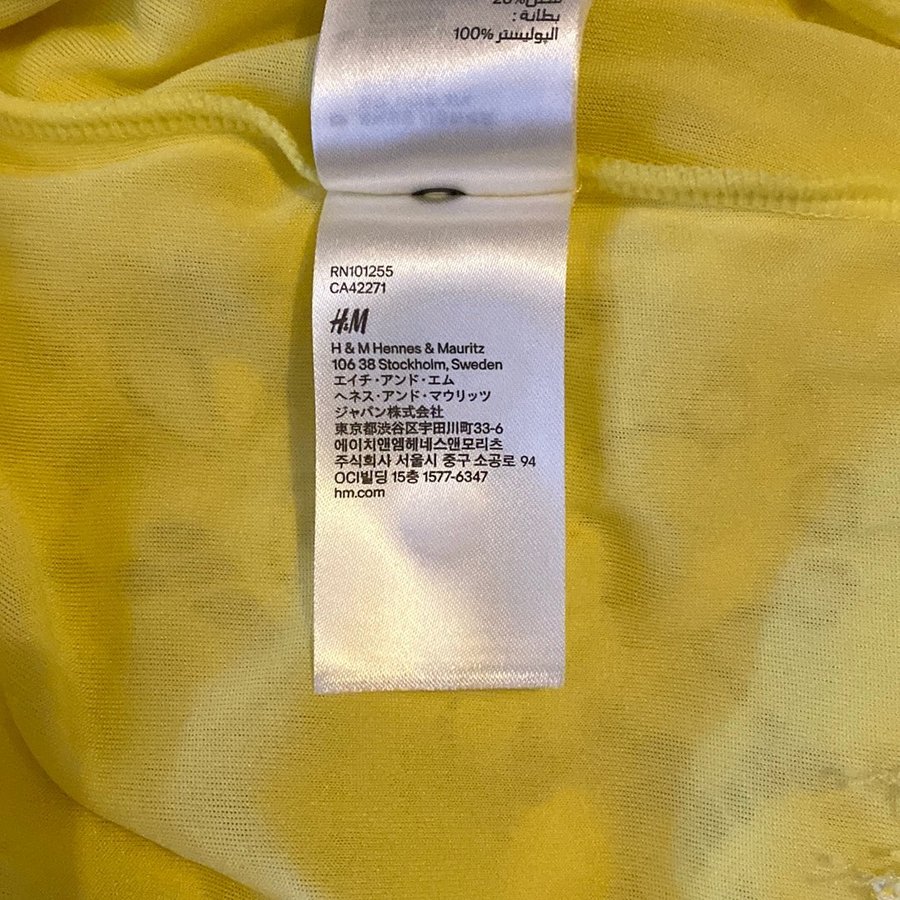 20%
بطانة:
الپوليستر 100%
RN101255
CA42271
H&M
H & M Hennes & Mauritz
106 38 Stockholm, Sweden
エイチ・アンド・エム
ヘネス・アンド・マウリッツ
ジャパン株式会社
東京都渋谷区宇田川町33-6
에이치앤엠헤네스앤모리츠
주식회사 서울시 중구 소공로 94
OCI빌딩 15층 1577-6347
hm.com